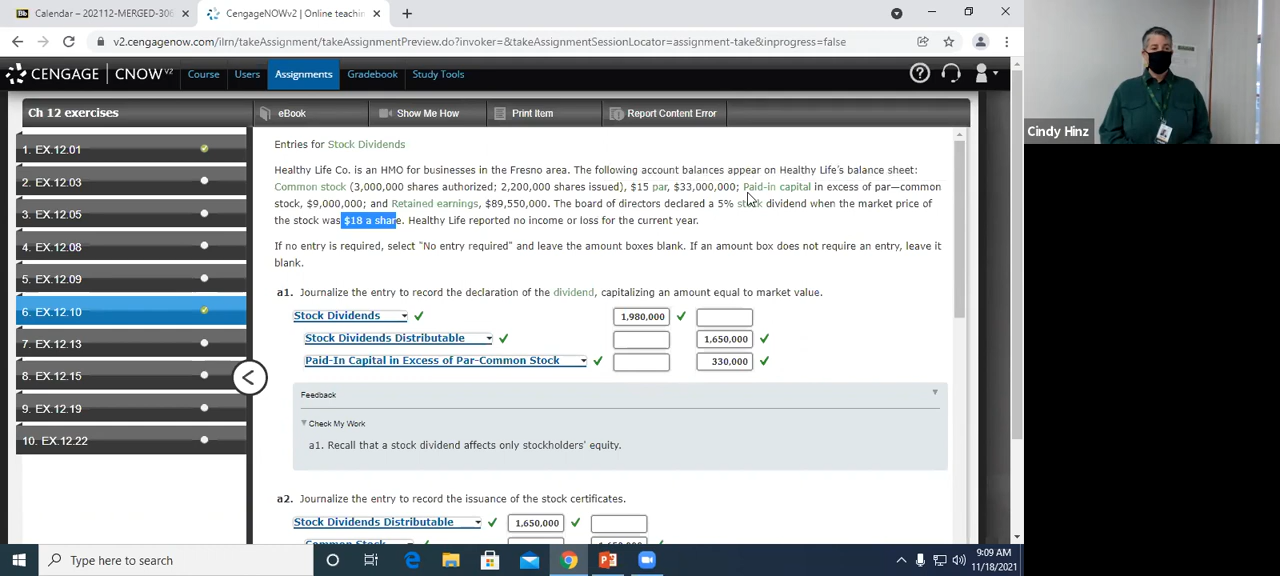 Calendar – 202112-MERGED-306
CengageNOWv2 | Online teachin
v2.cengagenow.com/ilrn/takeAssignment/takeAssignmentPreview.do?invoker=&takeAssignmentSessionLocator=assignment-take&inprogress=false
CENGAGE CNOWv2 Course Users Assignments Gradebook Study Tools
Ch 12 exercises
eBook Show Me How Print Item Report Content Error
1. EX.12.01
2. EX.12.03
3. EX.12.05
4. EX.12.08
5. EX.12.09
6. EX.12.10
7. EX.12.13
8. EX.12.15
9. EX.12.19
10. EX.12.22
Entries for Stock Dividends
Healthy Life Co. is an HMO for businesses in the Fresno area. The following account balances appear on Healthy Life's balance sheet:
Common stock (3,000,000 shares authorized; 2,200,000 shares issued), $15 par, $33,000,000; Paid-in capital in excess of par—common
stock, $9,000,000; and Retained earnings, $89,550,000. The board of directors declared a 5% stock dividend when the market price of
the stock was $18 a share. Healthy Life reported no income or loss for the current year.
If no entry is required, select "No entry required" and leave the amount boxes blank. If an amount box does not require an entry, leave it
blank.
a1. Journalize the entry to record the declaration of the dividend, capitalizing an amount equal to market value.
Stock Dividends 1,980,000
Stock Dividends Distributable 1,650,000
Paid-In Capital in Excess of Par-Common Stock 330,000
Feedback
Check My Work
a1. Recall that a stock dividend affects only stockholders' equity.
a2. Journalize the entry to record the issuance of the stock certificates.
Stock Dividends Distributable 1,650,000
Common Stock 1,650,000
Cindy Hinz
Type here to search
9:09 AM
11/18/2021